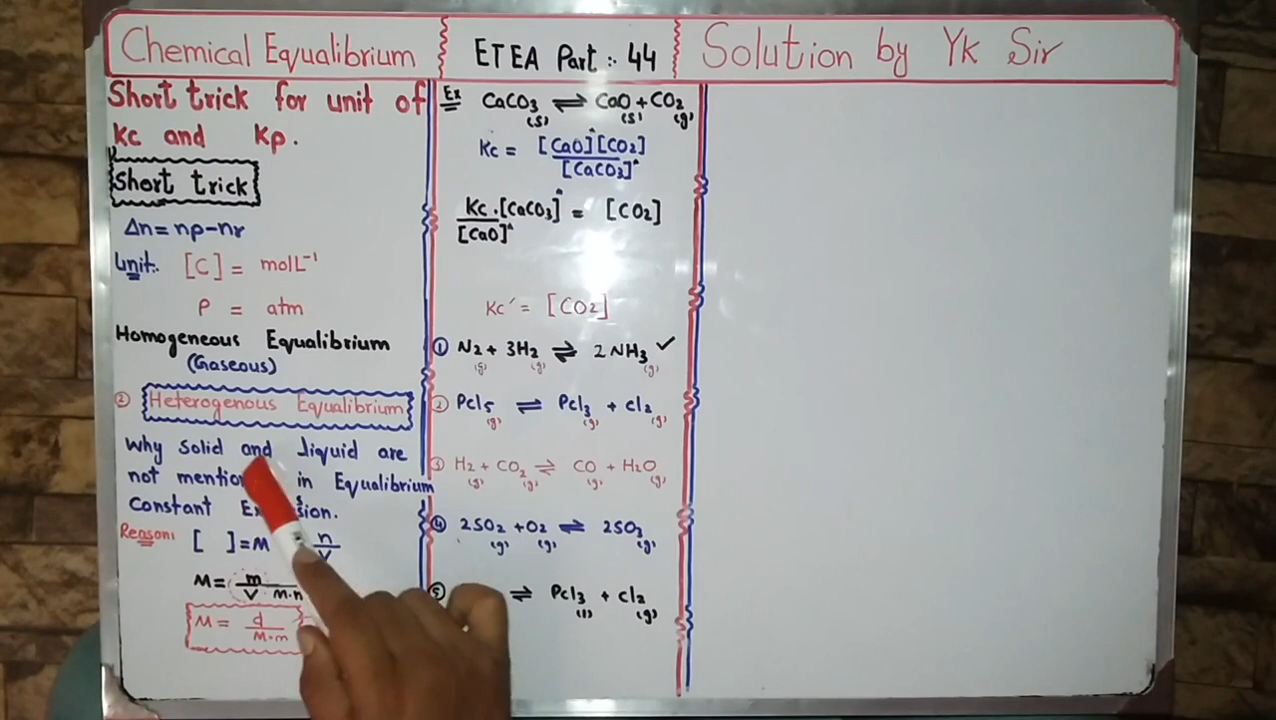 Chemical Equalibrium
ETEA Part :- 44
Solution by Yk Sir
Short trick for unit of
Kc and Kp.
Short trick
Δn = np-nr
Unit:. [C] = molL⁻¹
P = atm
Homogeneous Equalibrium
(Gaseous)
② Heterogenous Equalibrium
Why Solid and liquid are
not in Equalibrium
Constant
Reason: [ ]=M n
M= m
V M.m
M = d
M.m
Ex CaCO₃ ⇌ CaO + CO₂
(s) (s) (g)
Kc = [CaO]^[CO₂]
[CaCO₃]^
Kc.[CaCO₃]^ = [CO₂]
[CaO]^
Kc' = [CO₂]
① N₂ + 3H₂ ⇌ 2NH₃ ✓
(g) (g) (g)
② Pcl₅ ⇌ Pcl₃ + cl₂
(g) (g) (g)
③ H₂ + CO₂ ⇌ CO + H₂O
(g) (g) (g) (g)
④ 2SO₂ + O₂ ⇌ 2SO₃
(g) (g) (g)
⑤ ⇌ Pcl₃ + cl₂
(l) (g)